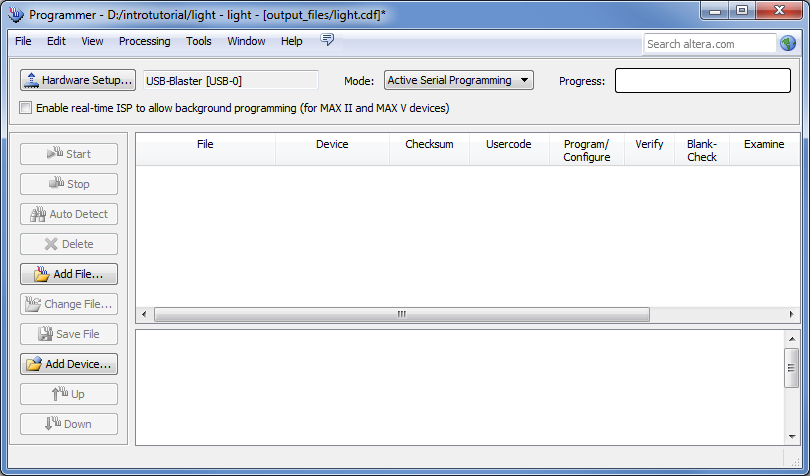 Programmer - D:/introtutorial/light - light - [output_files/light.cdf]*
File Edit View Processing Tools Window Help
Search altera.com
Hardware Setup... USB-Blaster [USB-0] Mode: Active Serial Programming Progress:
Enable real-time ISP to allow background programming (for MAX II and MAX V devices)
Start
Stop
Auto Detect
Delete
Add File...
Change File...
Save File
Add Device...
Up
Down
File Device Checksum Usercode Program/ Verify Blank- Examine
Configure Check